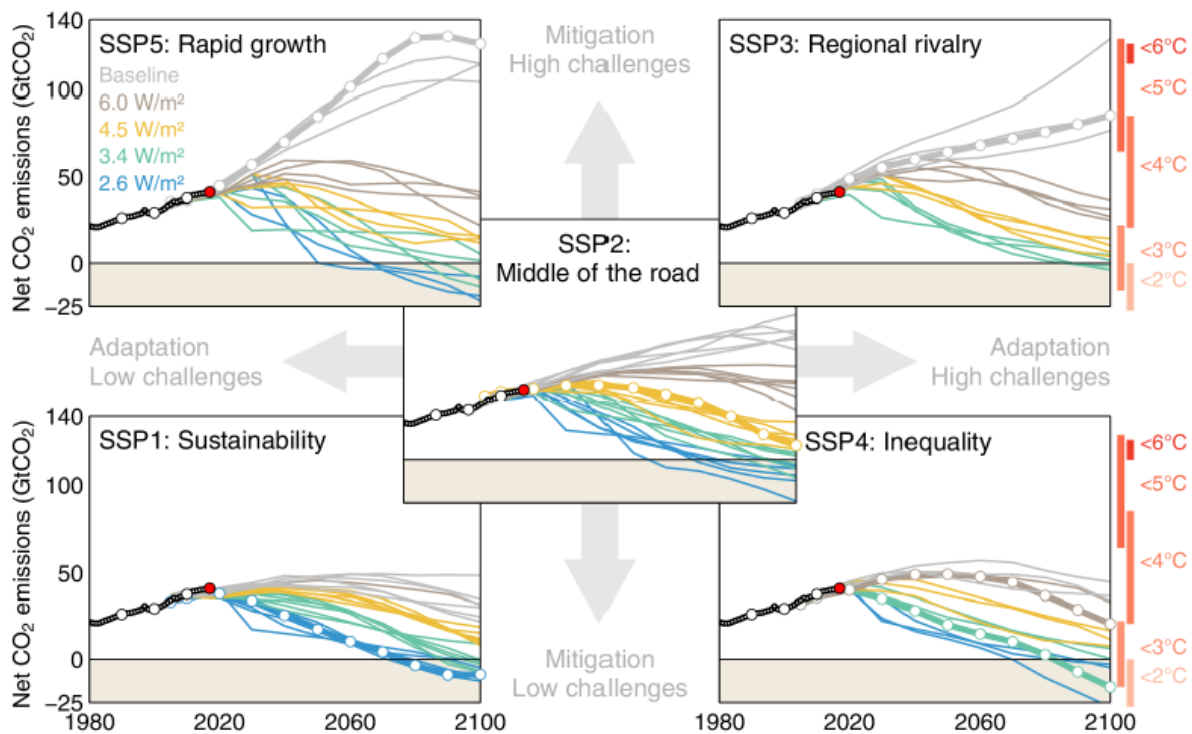 140
SSP5: Rapid growth
Baseline
6.0 W/m²
4.5 W/m²
3.4 W/m²
2.6 W/m²
100
50
0
−25
Net CO₂ emissions (GtCO₂)
Mitigation
High challenges
SSP3: Regional rivalry
<6°C
<5°C
<4°C
<3°C
<2°C
SSP2:
Middle of the road
Adaptation
Low challenges
Adaptation
High challenges
140
SSP1: Sustainability
100
50
0
−25
Net CO₂ emissions (GtCO₂)
1980
2020
2060
2100
Mitigation
Low challenges
SSP4: Inequality
<6°C
<5°C
<4°C
<3°C
<2°C
1980
2020
2060
2100